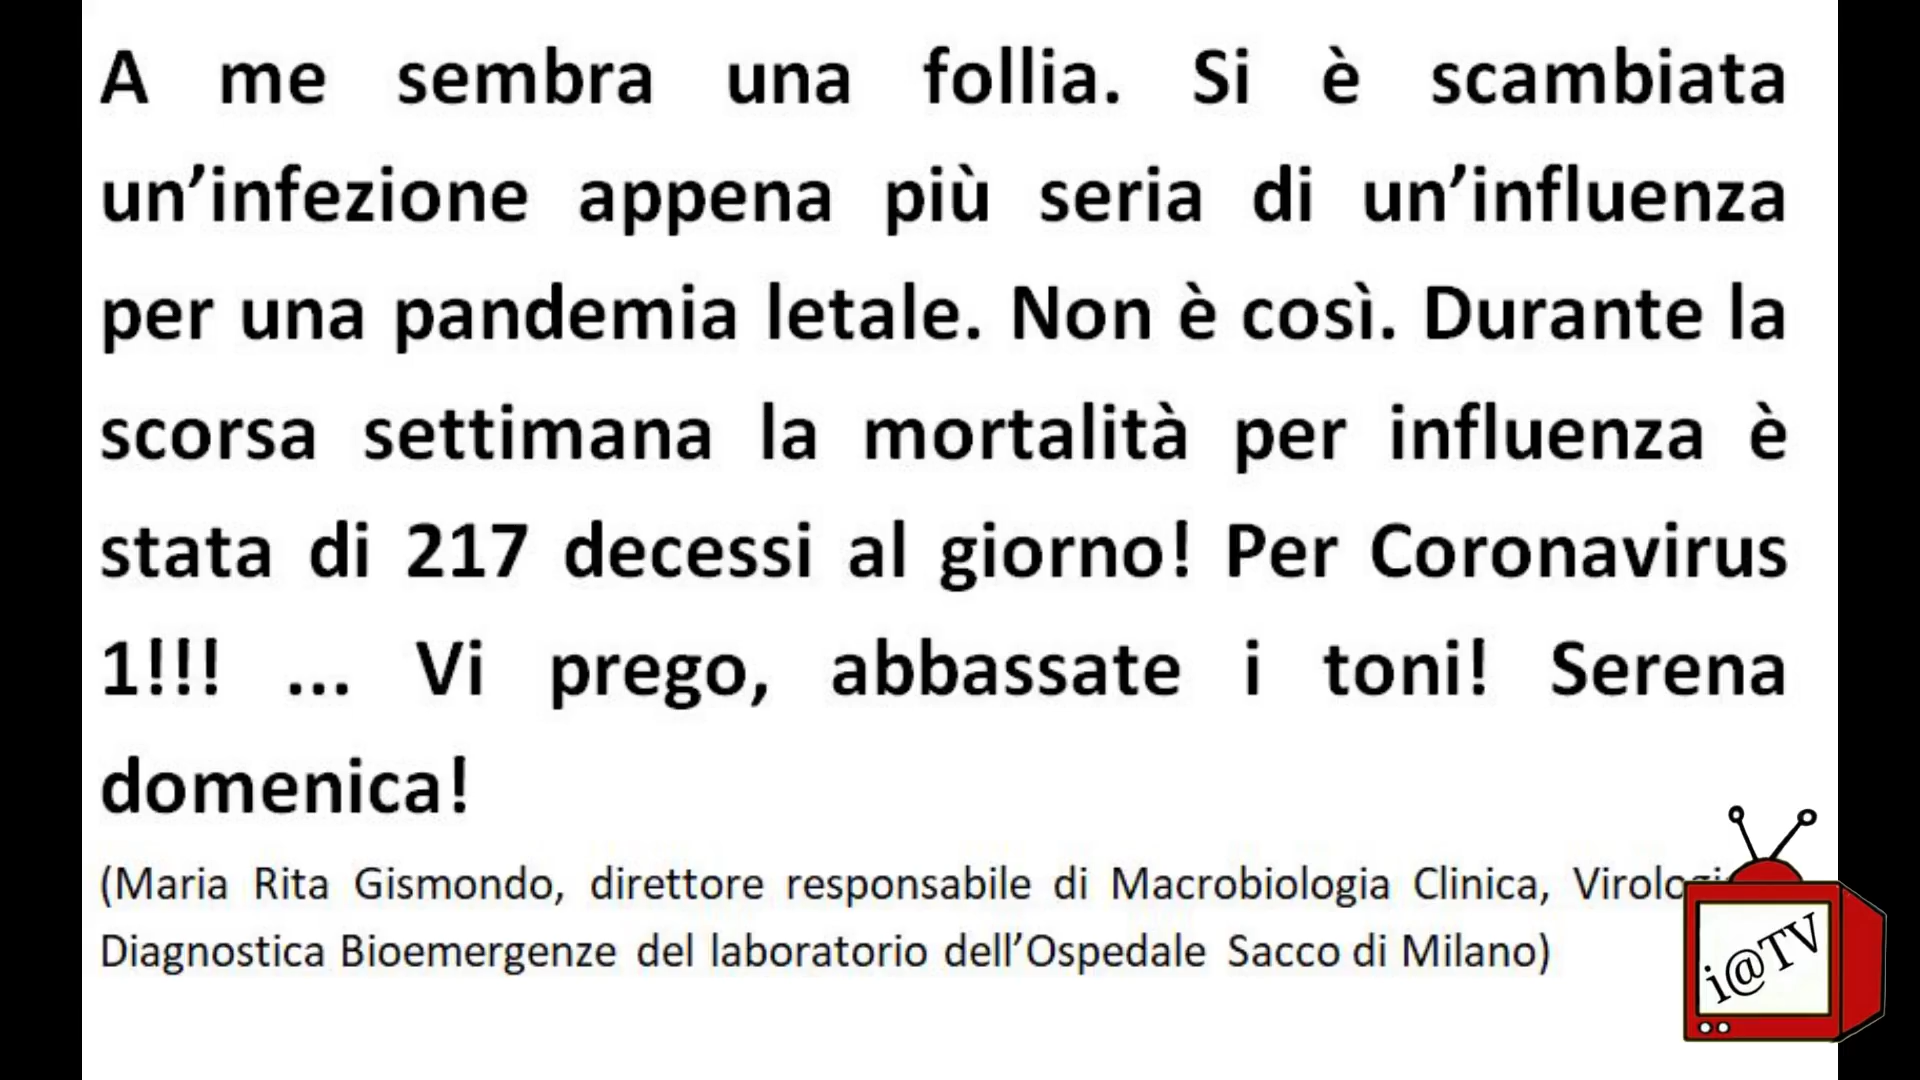 A me sembra una follia. Si è scambiata
un’infezione appena più seria di un’influenza
per una pandemia letale. Non è così. Durante la
scorsa settimana la mortalità per influenza è
stata di 217 decessi al giorno! Per Coronavirus
1!!! ... Vi prego, abbassate i toni! Serena
domenica!
(Maria Rita Gismondo, direttore responsabile di Macrobiologia Clinica,
Diagnostica Bioemergenze del laboratorio dell’Ospedale Sacco di Milano)
i@TV